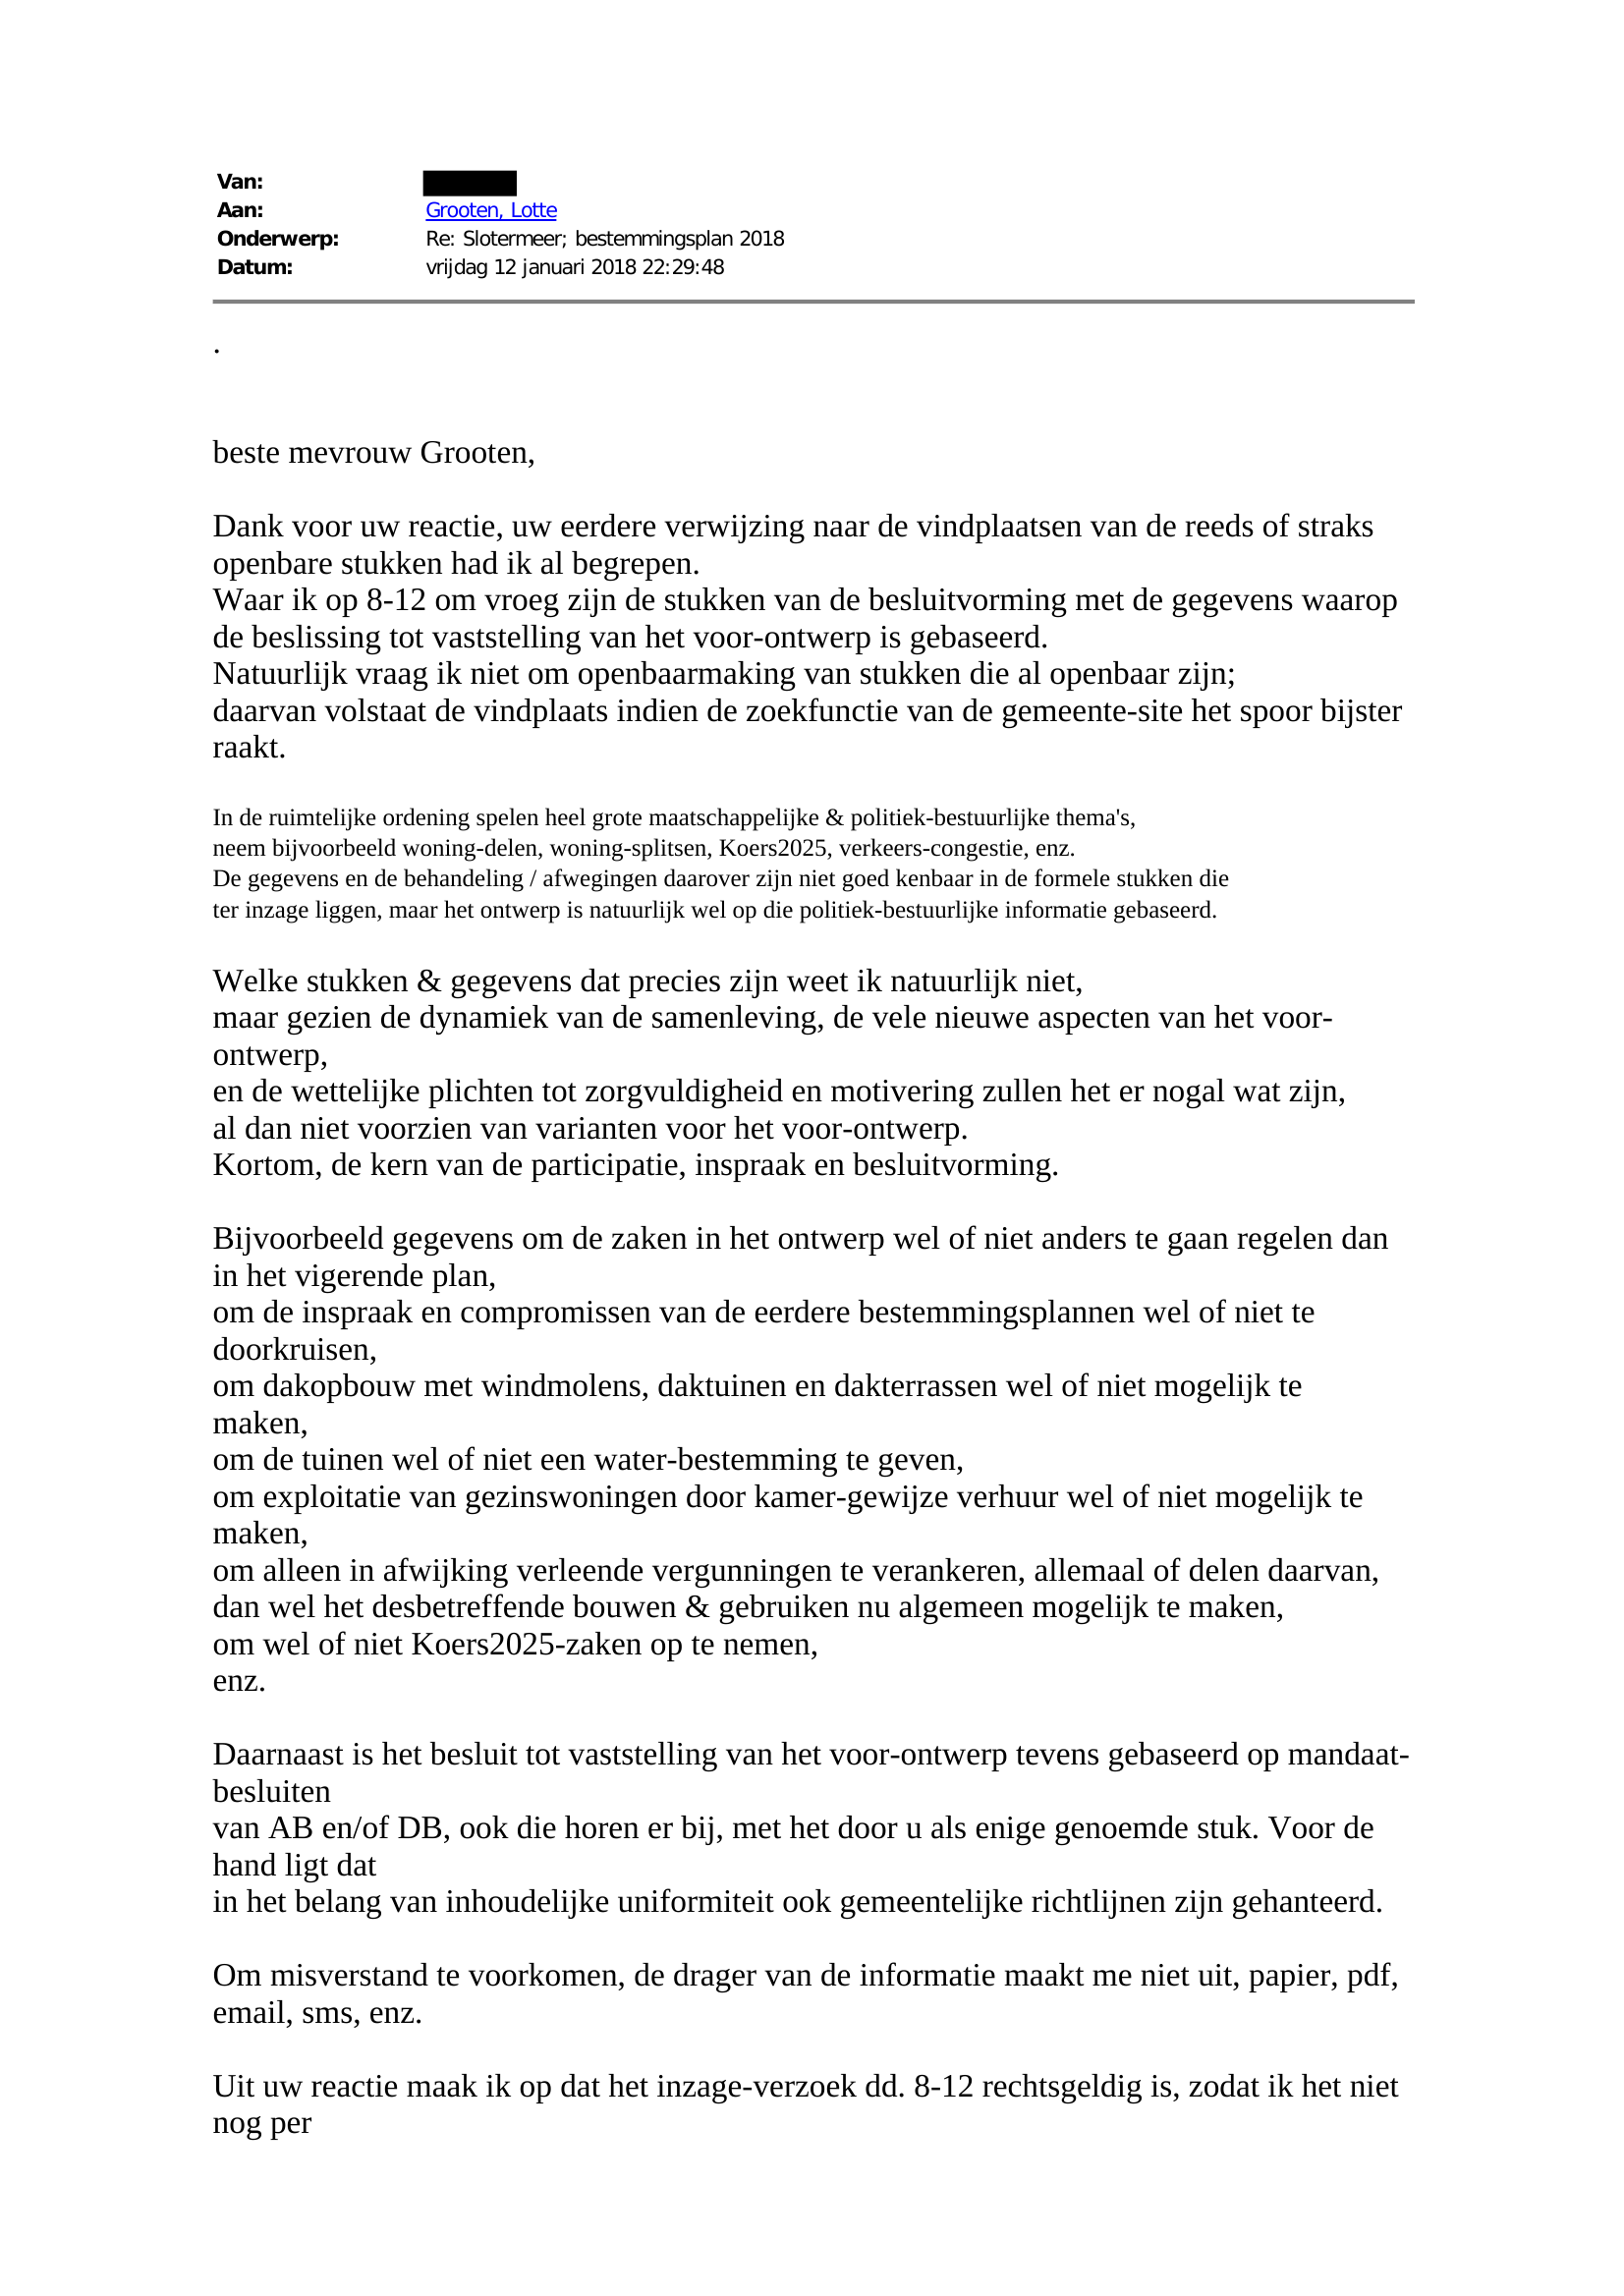 Van:
Aan: Grooten, Lotte
Onderwerp: Re: Slotermeer; bestemmingsplan 2018
Datum: vrijdag 12 januari 2018 22:29:48
.
beste mevrouw Grooten,
Dank voor uw reactie, uw eerdere verwijzing naar de vindplaatsen van de reeds of straks
openbare stukken had ik al begrepen.
Waar ik op 8-12 om vroeg zijn de stukken van de besluitvorming met de gegevens waarop
de beslissing tot vaststelling van het voor-ontwerp is gebaseerd.
Natuurlijk vraag ik niet om openbaarmaking van stukken die al openbaar zijn;
daarvan volstaat de vindplaats indien de zoekfunctie van de gemeente-site het spoor bijster
raakt.
In de ruimtelijke ordening spelen heel grote maatschappelijke & politiek-bestuurlijke thema's,
neem bijvoorbeeld woning-delen, woning-splitsen, Koers2025, verkeers-congestie, enz.
De gegevens en de behandeling / afwegingen daarover zijn niet goed kenbaar in de formele stukken die
ter inzage liggen, maar het ontwerp is natuurlijk wel op die politiek-bestuurlijke informatie gebaseerd.
Welke stukken & gegevens dat precies zijn weet ik natuurlijk niet,
maar gezien de dynamiek van de samenleving, de vele nieuwe aspecten van het voor-
ontwerp,
en de wettelijke plichten tot zorgvuldigheid en motivering zullen het er nogal wat zijn,
al dan niet voorzien van varianten voor het voor-ontwerp.
Kortom, de kern van de participatie, inspraak en besluitvorming.
Bijvoorbeeld gegevens om de zaken in het ontwerp wel of niet anders te gaan regelen dan
in het vigerende plan,
om de inspraak en compromissen van de eerdere bestemmingsplannen wel of niet te
doorkruisen,
om dakopbouw met windmolens, daktuinen en dakterrassen wel of niet mogelijk te
maken,
om de tuinen wel of niet een water-bestemming te geven,
om exploitatie van gezinswoningen door kamer-gewijze verhuur wel of niet mogelijk te
maken,
om alleen in afwijking verleende vergunningen te verankeren, allemaal of delen daarvan,
dan wel het desbetreffende bouwen & gebruiken nu algemeen mogelijk te maken,
om wel of niet Koers2025-zaken op te nemen,
enz.
Daarnaast is het besluit tot vaststelling van het voor-ontwerp tevens gebaseerd op mandaat-
besluiten
van AB en/of DB, ook die horen er bij, met het door u als enige genoemde stuk. Voor de
hand ligt dat
in het belang van inhoudelijke uniformiteit ook gemeentelijke richtlijnen zijn gehanteerd.
Om misverstand te voorkomen, de drager van de informatie maakt me niet uit, papier, pdf,
email, sms, enz.
Uit uw reactie maak ik op dat het inzage-verzoek dd. 8-12 rechtsgeldig is, zodat ik het niet
nog per